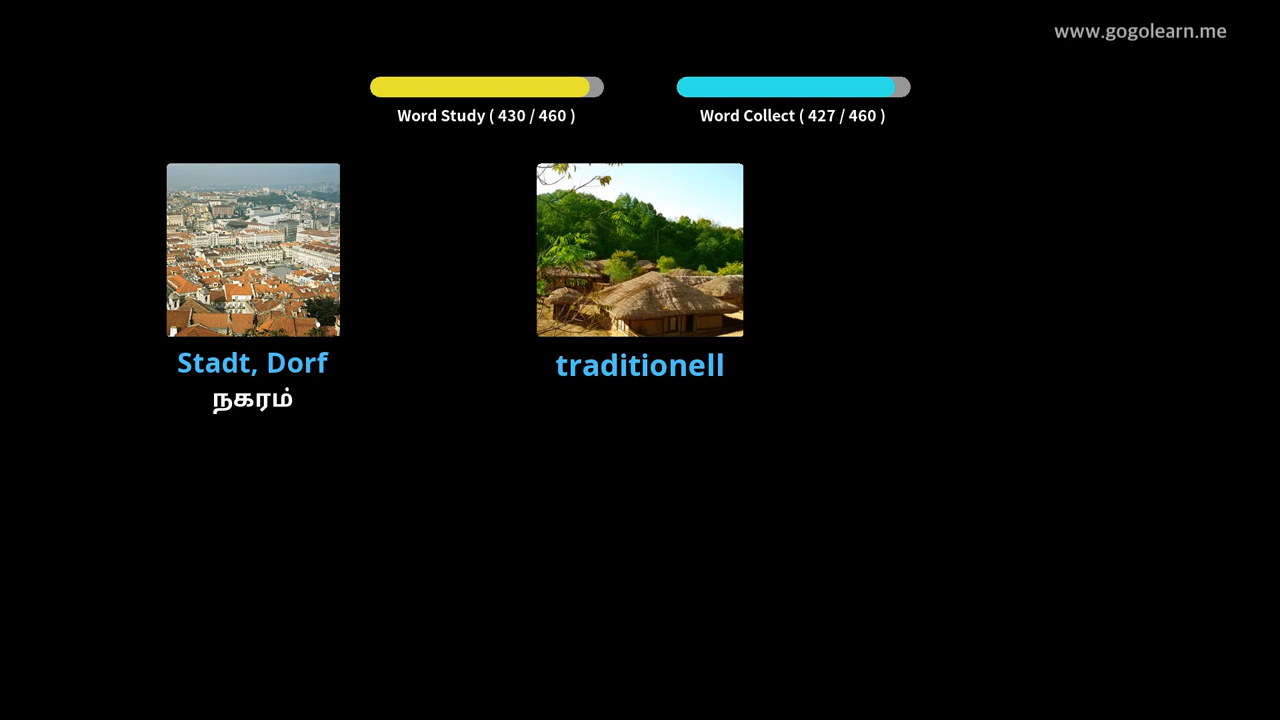 www.gogolearn.me
Word Study ( 430 / 460 )
Word Collect ( 427 / 460 )
Stadt, Dorf
நகரம்
traditionell